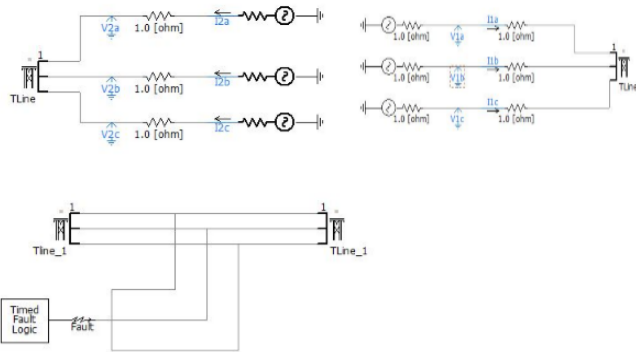 I2a
V2a
1.0 [ohm]
1
I2b
V2b
1.0 [ohm]
TLine
I2c
V2c
1.0 [ohm]
I1a
1.0 [ohm]
V1a
1.0 [ohm]
1
I1b
1.0 [ohm]
V1b
1.0 [ohm]
TLine
I1c
1.0 [ohm]
V1c
1.0 [ohm]
1
1
Tline_1
TLine_1
Timed
Fault
Logic
Fault